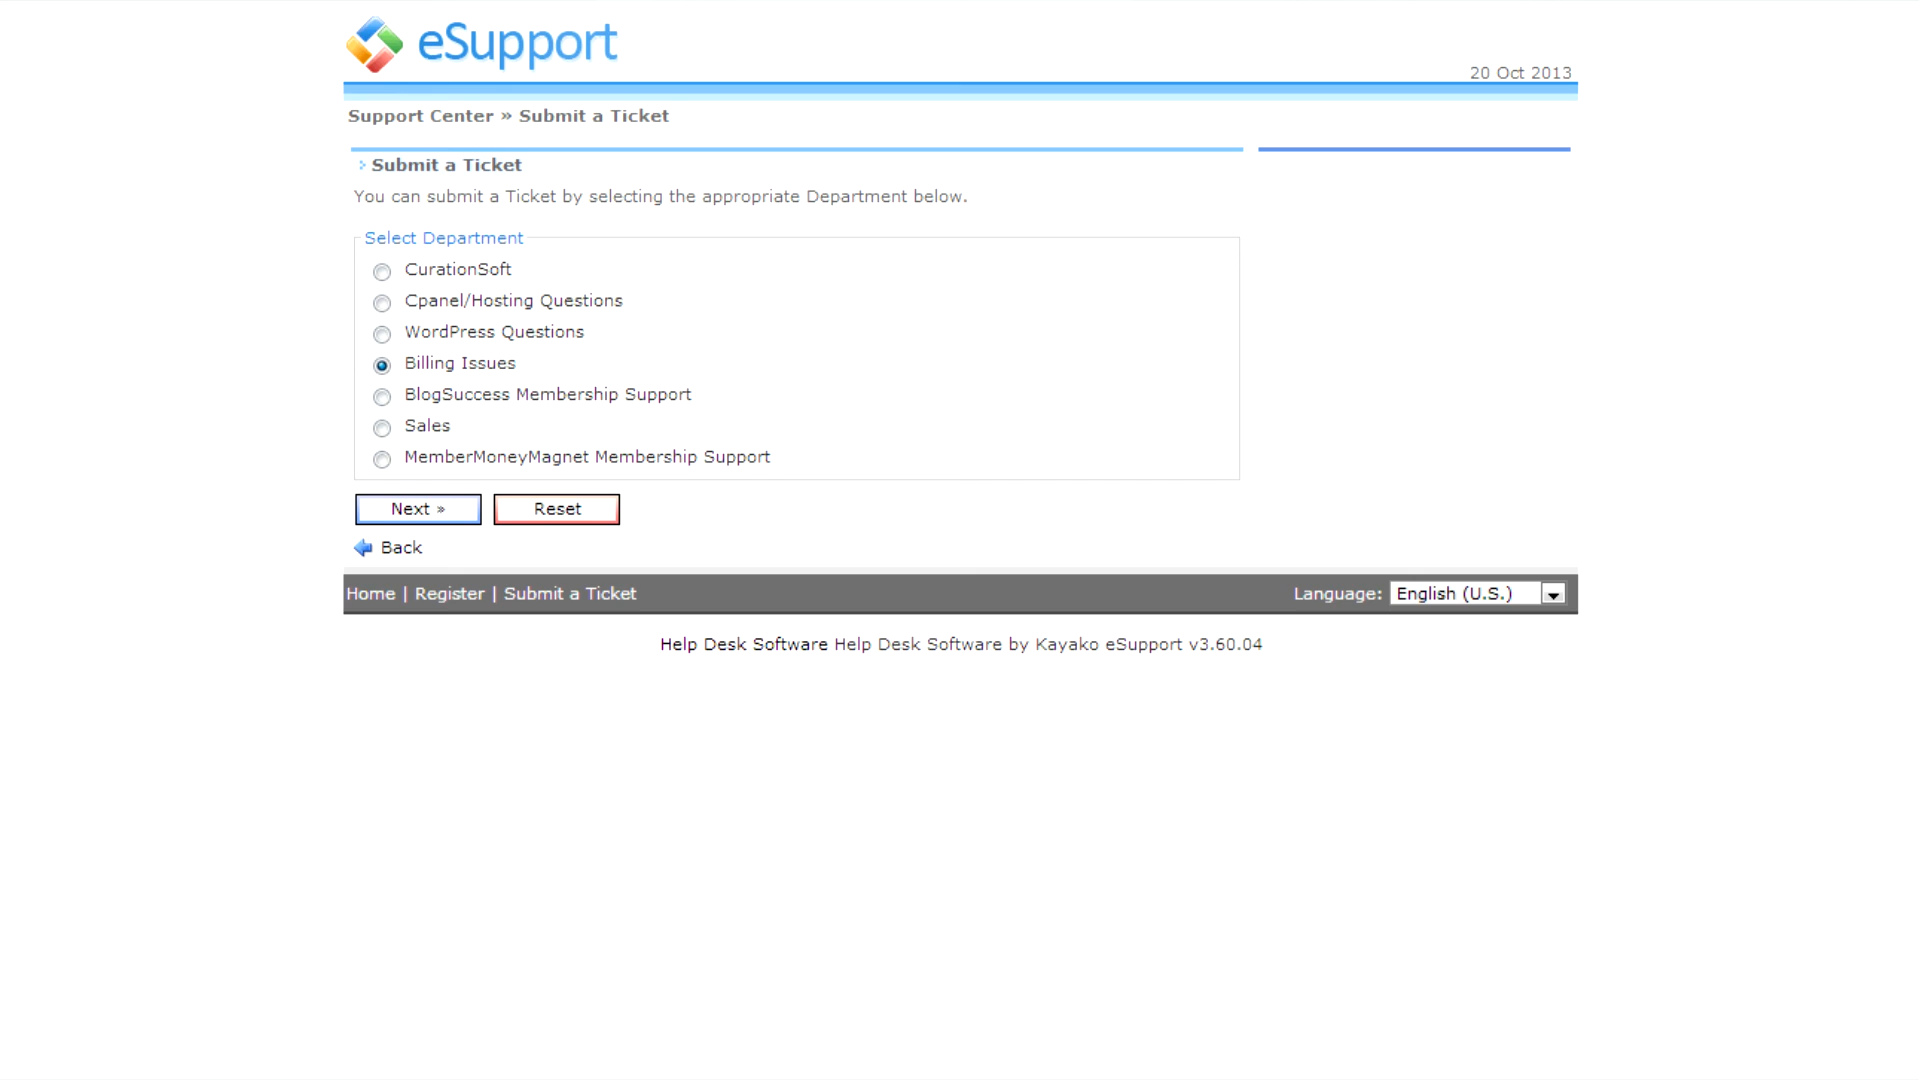 eSupport
20 Oct 2013
Support Center » Submit a Ticket
Submit a Ticket
You can submit a Ticket by selecting the appropriate Department below.
Select Department
CurationSoft
Cpanel/Hosting Questions
WordPress Questions
Billing Issues
BlogSuccess Membership Support
Sales
MemberMoneyMagnet Membership Support
Next » Reset
Back
Home | Register | Submit a Ticket Language: English (U.S.)
Help Desk Software Help Desk Software by Kayako eSupport v3.60.04